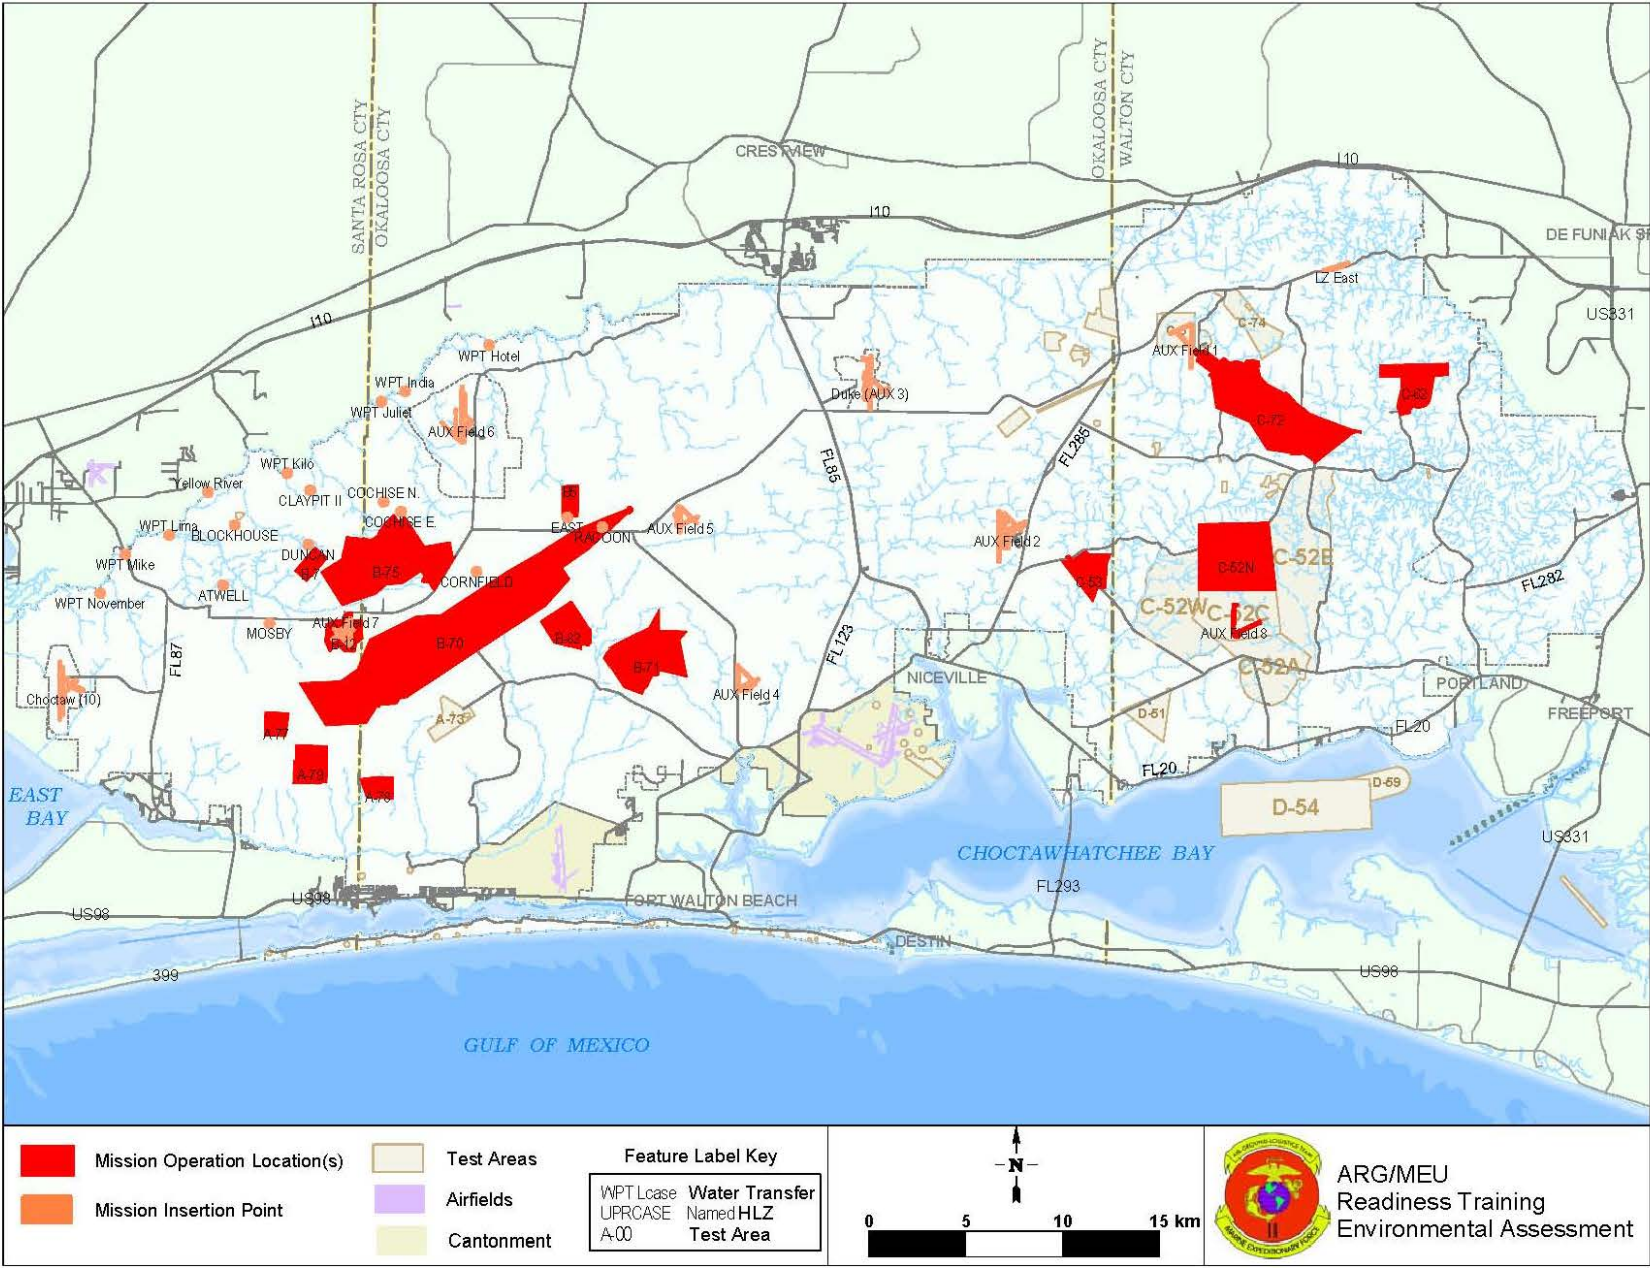 SANTA ROSA CTY
OKALOOSA CTY
OKALOOSA CTY
WALTON CTY
CRESTVIEW
I10
I10
DE FUNIAK S
LZ East
US331
I10
C-74
AUX Field 1
WPT Hotel
WPT India
WPT Juliet
Duke (AUX 3)
C-62
C-72
AUX Field 6
FL285
FL85
WPT Kilo
Yellow River
CLAYPIT II
COCHISE N.
COCHISE E.
EAST
RACOON
AUX Field 5
WPT Lima
BLOCKHOUSE
AUX Field 2
DUNCAN
WPT Mike
B-7
B-75
CORNFIELD
C-53
C-52N
C-52E
FL282
ATWELL
WPT November
C-52W
C-52C
AUX Field 8
MOSBY
AUX Field 7
B-12
B-70
B-82
B-71
FL123
FL87
C-52A
Choctaw (10)
AUX Field 4
NICEVILLE
PORTLAND
FREEPORT
A-73
D-51
A-77
FL20
FL20
A-79
A-78
D-59
D-54
EAST
BAY
US331
CHOCTAWHATCHEE BAY
FL293
US98
US98
FORT WALTON BEACH
DESTIN
399
US98
GULF OF MEXICO
Mission Operation Location(s)
Mission Insertion Point
Test Areas
Airfields
Cantonment
Feature Label Key
WPT Lcase Water Transfer
UPRCASE Named HLZ
A-00 Test Area
N
0 5 10 15 km
ARG/MEU
Readiness Training
Environmental Assessment
II
MARINE EXPEDITIONARY FORCE